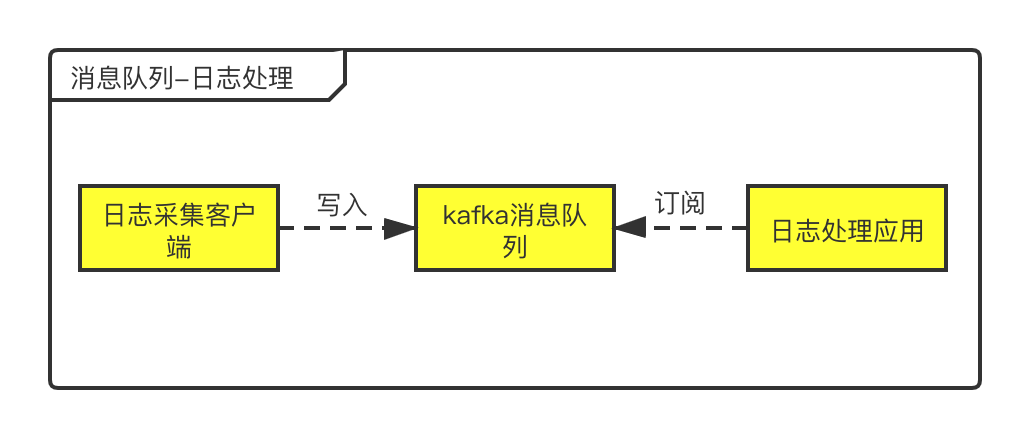 消息队列-日志处理
写入
订阅
日志采集客户
端
kafka消息队
列
日志处理应用